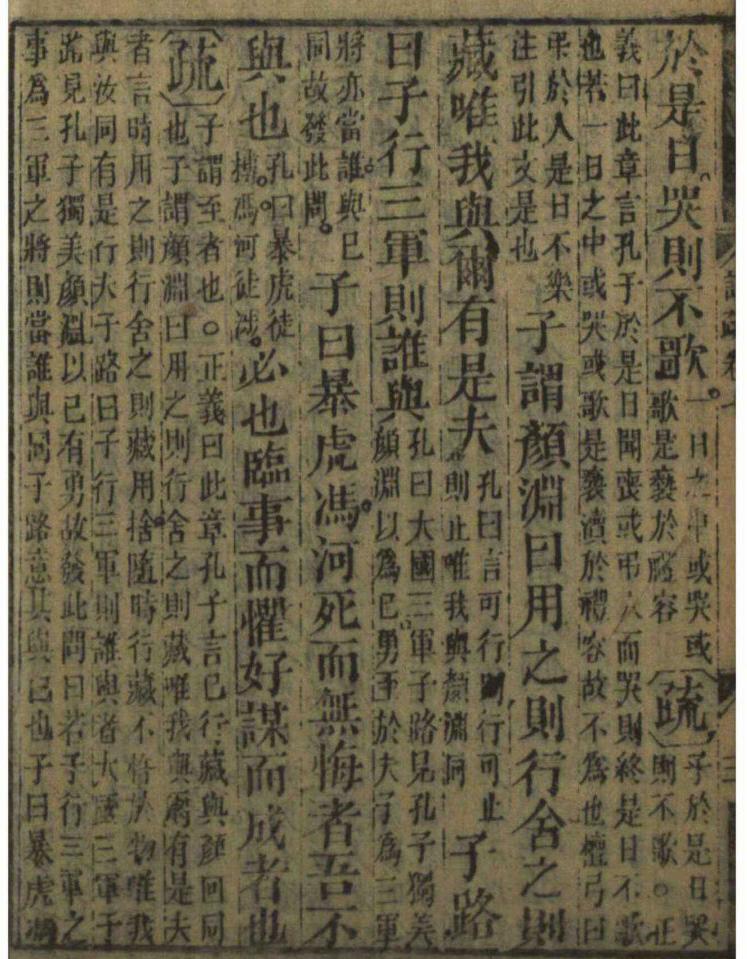 於是日。哭則不歌。一日之中或哭或
歌是褻於禮容
疏
子於是日哭
則不歌。○正
義曰此章言孔子於是日聞喪或弔人而哭則終是日不歌
也若一日之中或哭或歌是褻瀆於禮容故不為也檀弓曰
弔於人是日不樂
注引此文是也
子謂顏淵曰用之則行舍之則
藏唯我與爾有是夫
孔曰言可行則行可止
則止唯我與顏淵同
子路
曰子行三軍則誰與
孔曰大國三軍子路見孔子獨美
顏淵以為己勇至於夫子為三軍
將亦當誰與己
同故發此問。
子曰暴虎馮。河死而無悔者吾不
與也
孔曰暴虎徒
搏。馮河徒涉。
必也臨事而懼好謀而成者也
疏
子謂至者也○正義曰此章孔子言己行藏與顏回同
也子謂顏淵曰用之則行舍之則藏唯我與爾有是夫
者言時用之則行舍之則藏用捨隨時行藏不忤於物唯我
與汝同有是行夫子路曰子行三軍則誰與者大國三軍子
路見孔子獨美顏淵以己有勇故發此問曰若子行三軍之
事為三軍之將則當誰與同子路意其與己也子曰暴虎馮